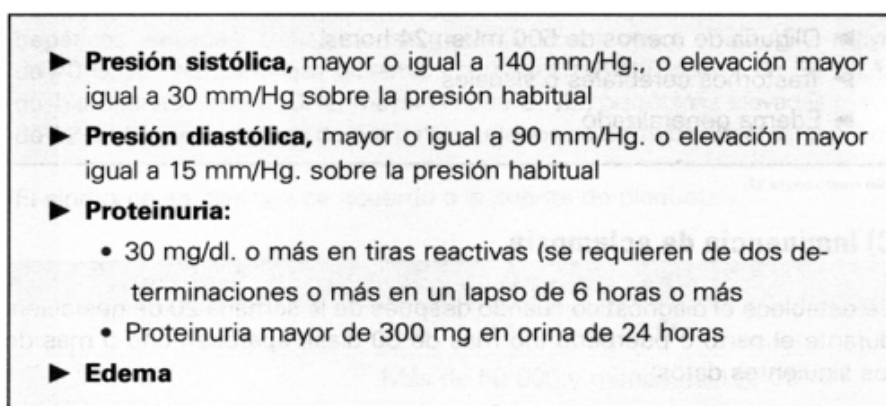 ► Presión sistólica, mayor o igual a 140 mm/Hg., o elevación mayor
igual a 30 mm/Hg sobre la presión habitual
► Presión diastólica, mayor o igual a 90 mm/Hg. o elevación mayor
igual a 15 mm/Hg. sobre la presión habitual
► Proteinuria:
• 30 mg/dl. o más en tiras reactivas (se requieren de dos de-
terminaciones o más en un lapso de 6 horas o más
• Proteinuria mayor de 300 mg en orina de 24 horas
► Edema